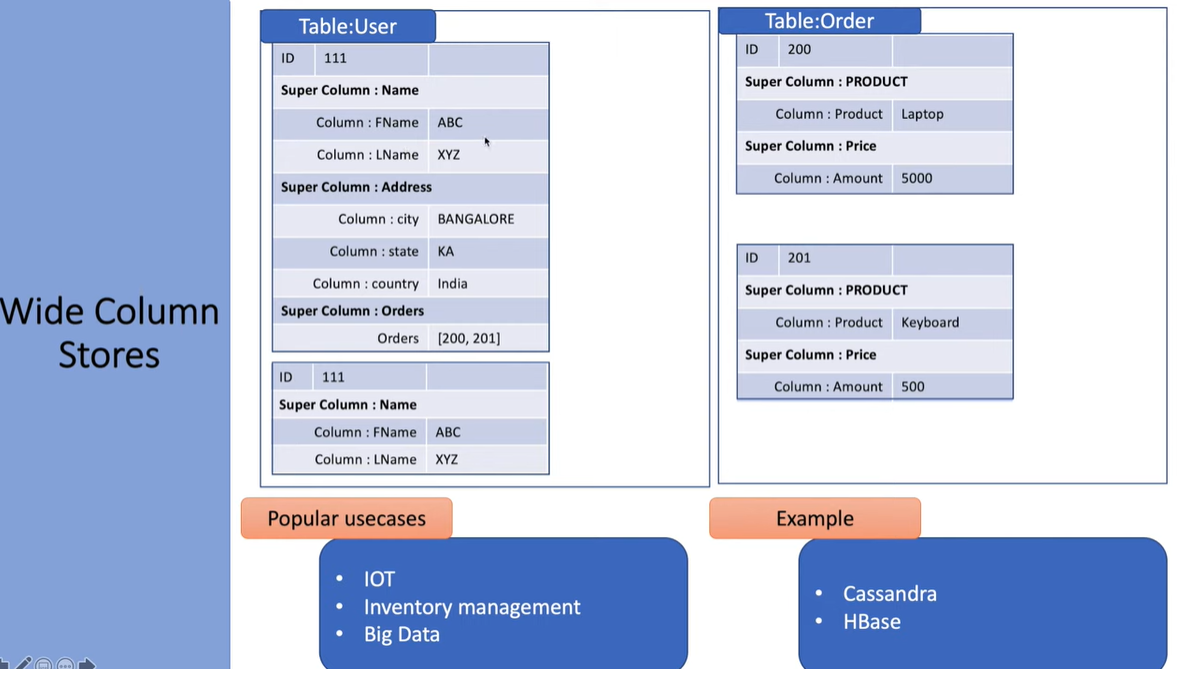 Wide Column
Stores
Table:User
ID 111
Super Column : Name
Column : FName ABC
Column : LName XYZ
Super Column : Address
Column : city BANGALORE
Column : state KA
Column : country India
Super Column : Orders
Orders [200, 201]
ID 111
Super Column : Name
Column : FName ABC
Column : LName XYZ
Table:Order
ID 200
Super Column : PRODUCT
Column : Product Laptop
Super Column : Price
Column : Amount 5000
ID 201
Super Column : PRODUCT
Column : Product Keyboard
Super Column : Price
Column : Amount 500
Popular usecases
• IOT
• Inventory management
• Big Data
Example
• Cassandra
• HBase